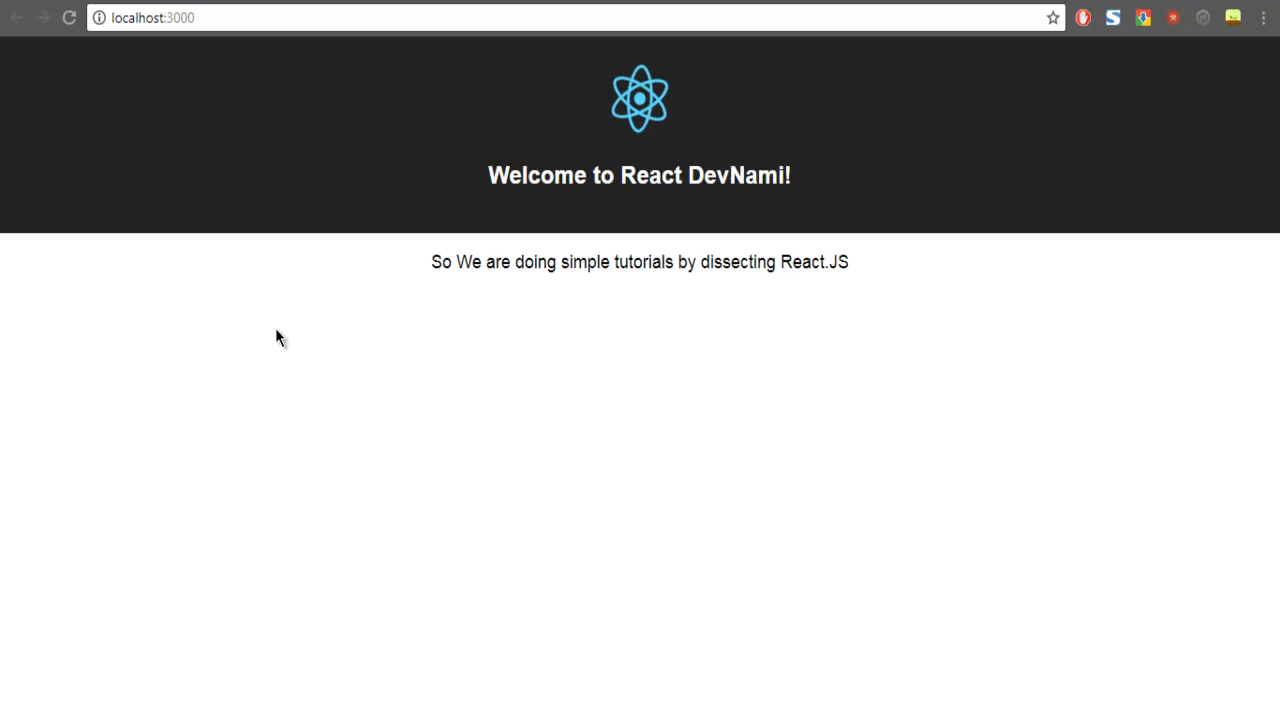 localhost:3000
Welcome to React DevNami!
So We are doing simple tutorials by dissecting React.JS